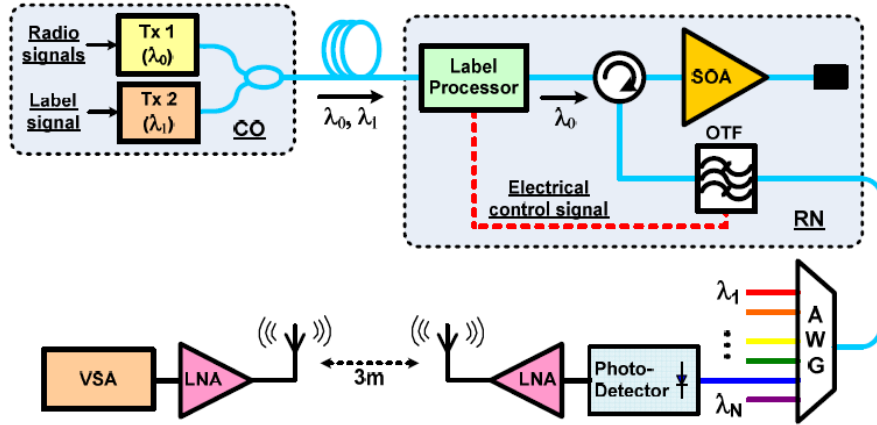 Radio
signals
Tx 1
(λ₀)
Label
signal
Tx 2
(λ₁)
CO
λ₀, λ₁
Label
Processor
λ₀
SOA
OTF
Electrical
control signal
RN
VSA
LNA
3m
LNA
Photo-
Detector
λ₁
λN
A
W
G